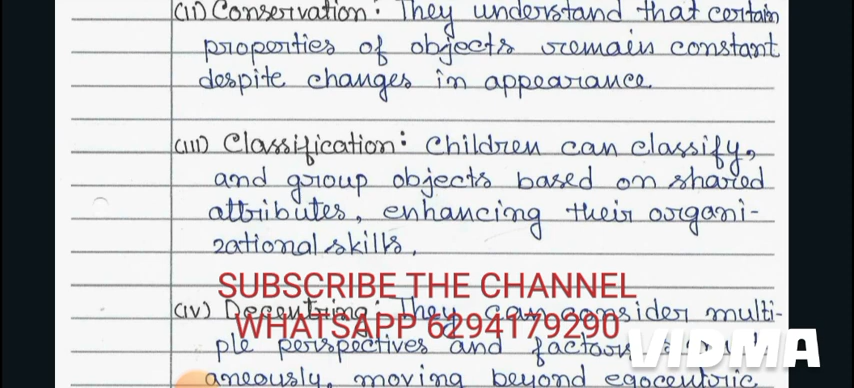 (ii) Conservation: They understand that certain
properties of objects remain constant
despite changes in appearance.
(iii) Classification: Children can classify,
and group objects based on shared
attributes, enhancing their organi-
zational skills.
SUBSCRIBE THE CHANNEL
(iv) Decentring: They can consider multi-
WHATSAPP 6294179290
ple perspectives and factors
VIDMA
aneously, moving beyond egocentric